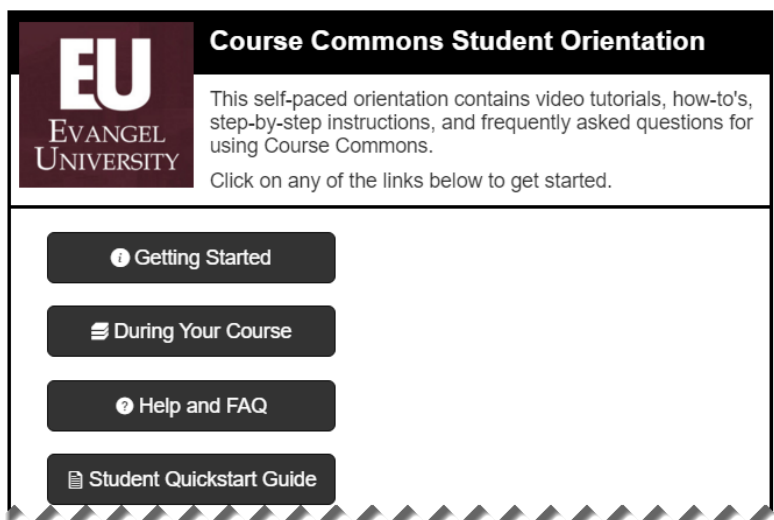 Course Commons Student Orientation
EU
EVANGEL
UNIVERSITY
This self-paced orientation contains video tutorials, how-to's,
step-by-step instructions, and frequently asked questions for
using Course Commons.
Click on any of the links below to get started.
Getting Started
During Your Course
Help and FAQ
Student Quickstart Guide